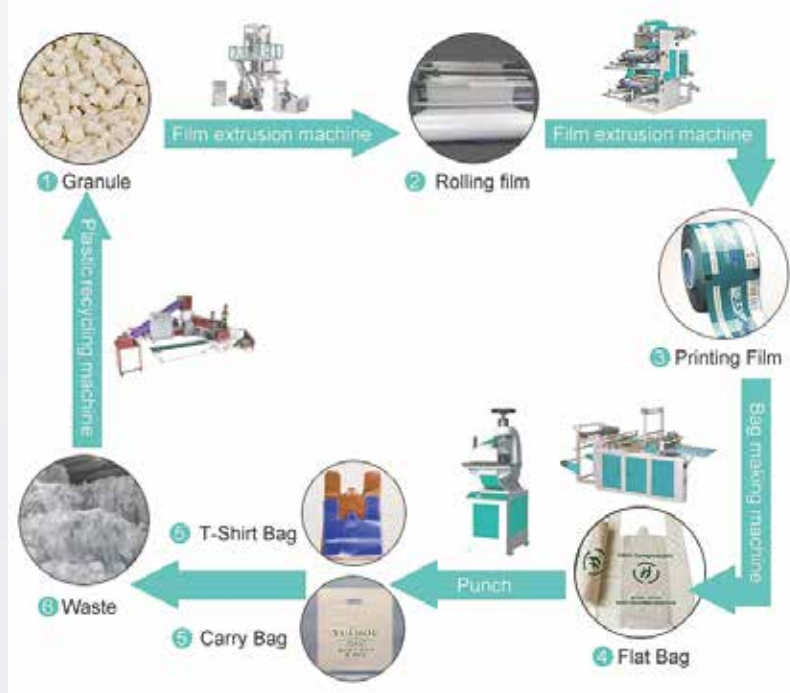 Film extrusion machine
Film extrusion machine
1 Granule
2 Rolling film
3 Printing Film
Bag making machine
4 Flat Bag
Punch
5 T-Shirt Bag
5 Carry Bag
6 Waste
Plastic recycling machine